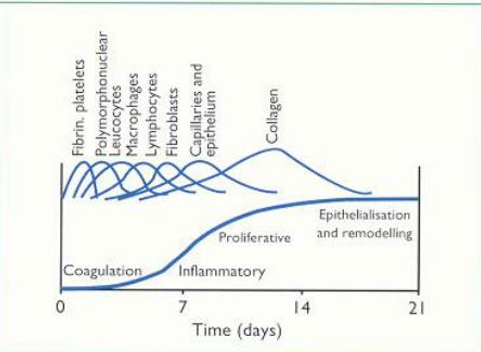 Fibrin. platelets
Polymorphonuclear
Leucocytes
Macrophages
Lymphocytes
Fibroblasts
Capillaries and
epithelium
Collagen
Epithelialisation
and remodelling
Proliferative
Coagulation
Inflammatory
0
7
14
21
Time (days)